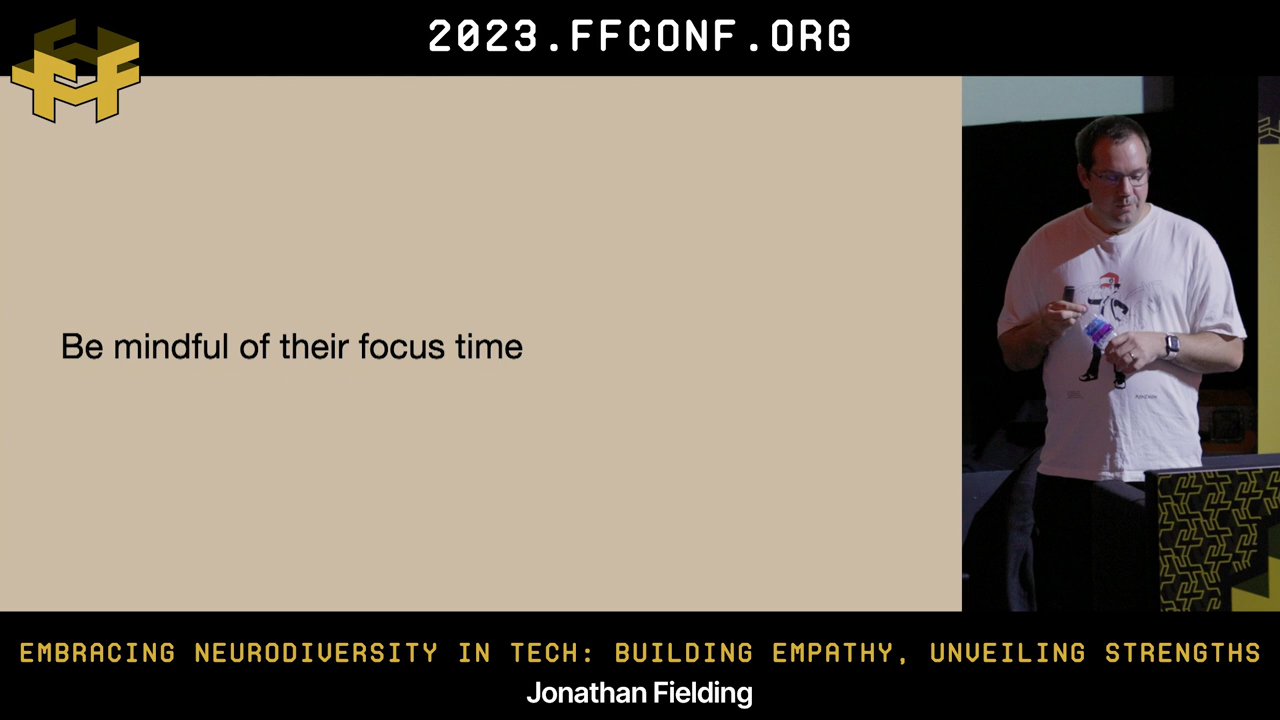 2023.FFCONF.ORG
Be mindful of their focus time
EMBRACING NEURODIVERSITY IN TECH: BUILDING EMPATHY, UNVEILING STRENGTHS
Jonathan Fielding